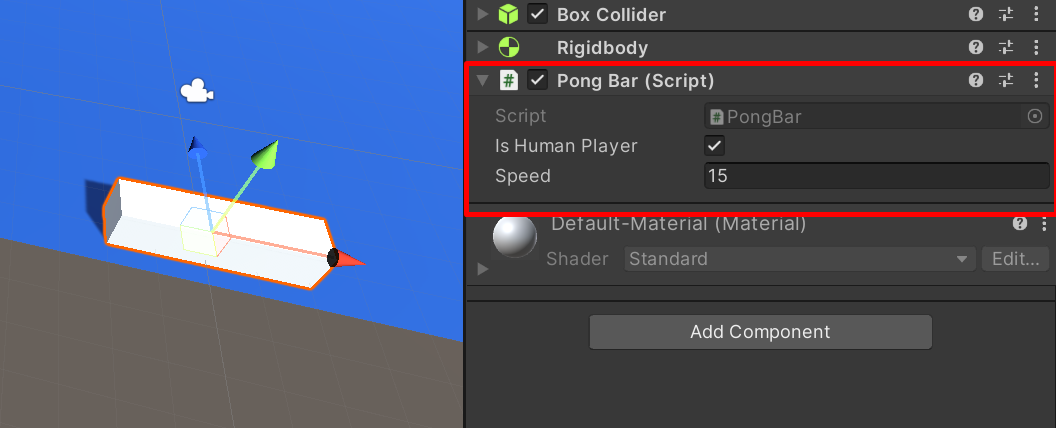 Box Collider
Rigidbody
# Pong Bar (Script)
Script # PongBar
Is Human Player
Speed 15
Default-Material (Material)
Shader Standard Edit...
Add Component